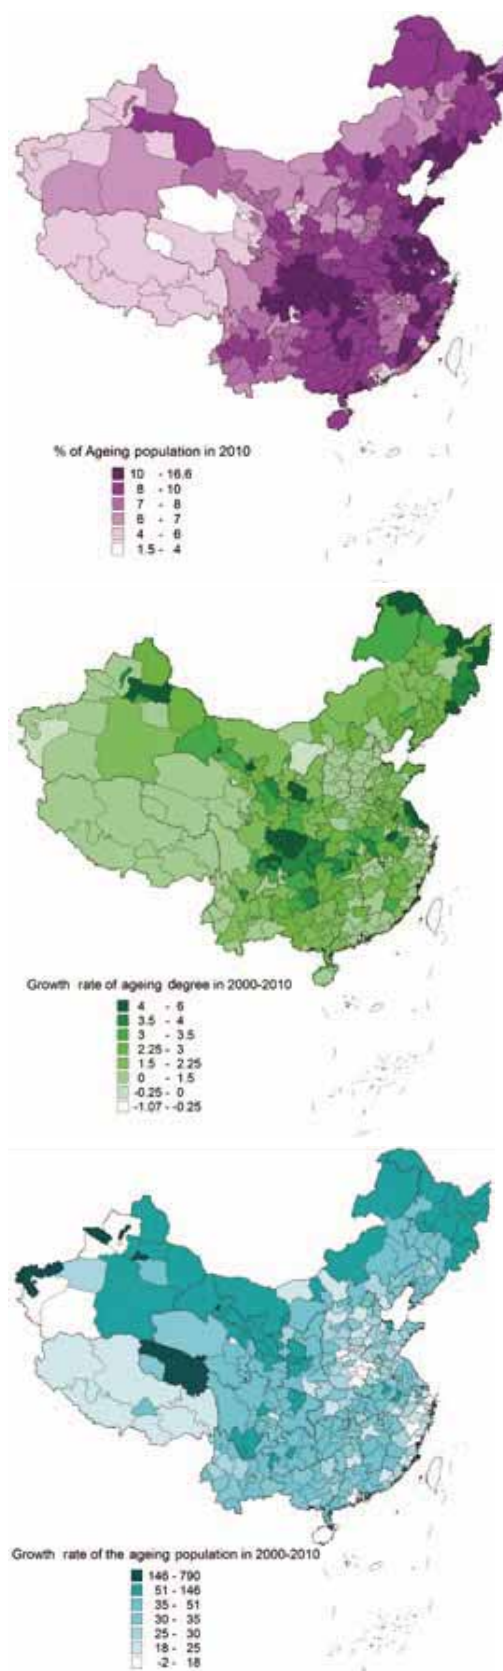 % of Ageing population in 2010
10 - 16.6
8 - 10
7 - 8
6 - 7
4 - 6
1.5 - 4
Growth rate of ageing degree in 2000-2010
4 - 6
3.5 - 4
3 - 3.5
2.25 - 3
1.5 - 2.25
0 - 1.5
-0.25 - 0
-1.07 - -0.25
Growth rate of the ageing population in 2000-2010
146 - 790
51 - 146
35 - 51
30 - 35
25 - 30
18 - 25
-2 - 18